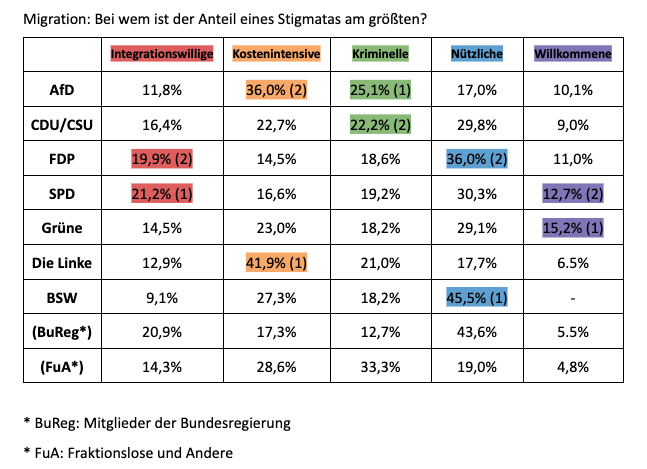 Migration: Bei wem ist der Anteil eines Stigmatas am größten?
Integrationswillige Kostenintensive Kriminelle Nützliche Willkommene
AfD 11,8% 36,0% (2) 25,1% (1) 17,0% 10,1%
CDU/CSU 16,4% 22,7% 22,2% (2) 29,8% 9,0%
FDP 19,9% (2) 14,5% 18,6% 36,0% (2) 11,0%
SPD 21,2% (1) 16,6% 19,2% 30,3% 12,7% (2)
Grüne 14,5% 23,0% 18,2% 29,1% 15,2% (1)
Die Linke 12,9% 41,9% (1) 21,0% 17,7% 6.5%
BSW 9,1% 27,3% 18,2% 45,5% (1) -
(BuReg*) 20,9% 17,3% 12,7% 43,6% 5.5%
(FuA*) 14,3% 28,6% 33,3% 19,0% 4,8%
* BuReg: Mitglieder der Bundesregierung
* FuA: Fraktionslose und Andere